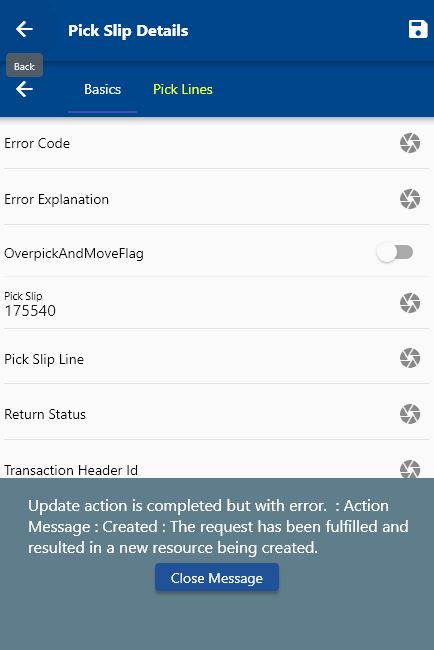 Pick Slip Details
Back
Basics
Pick Lines
Error Code
Error Explanation
OverpickAndMoveFlag
Pick Slip
175540
Pick Slip Line
Return Status
Transaction Header Id
Update action is completed but with error.  : Action
Message : Created : The request has been fulfilled and
resulted in a new resource being created.
Close Message